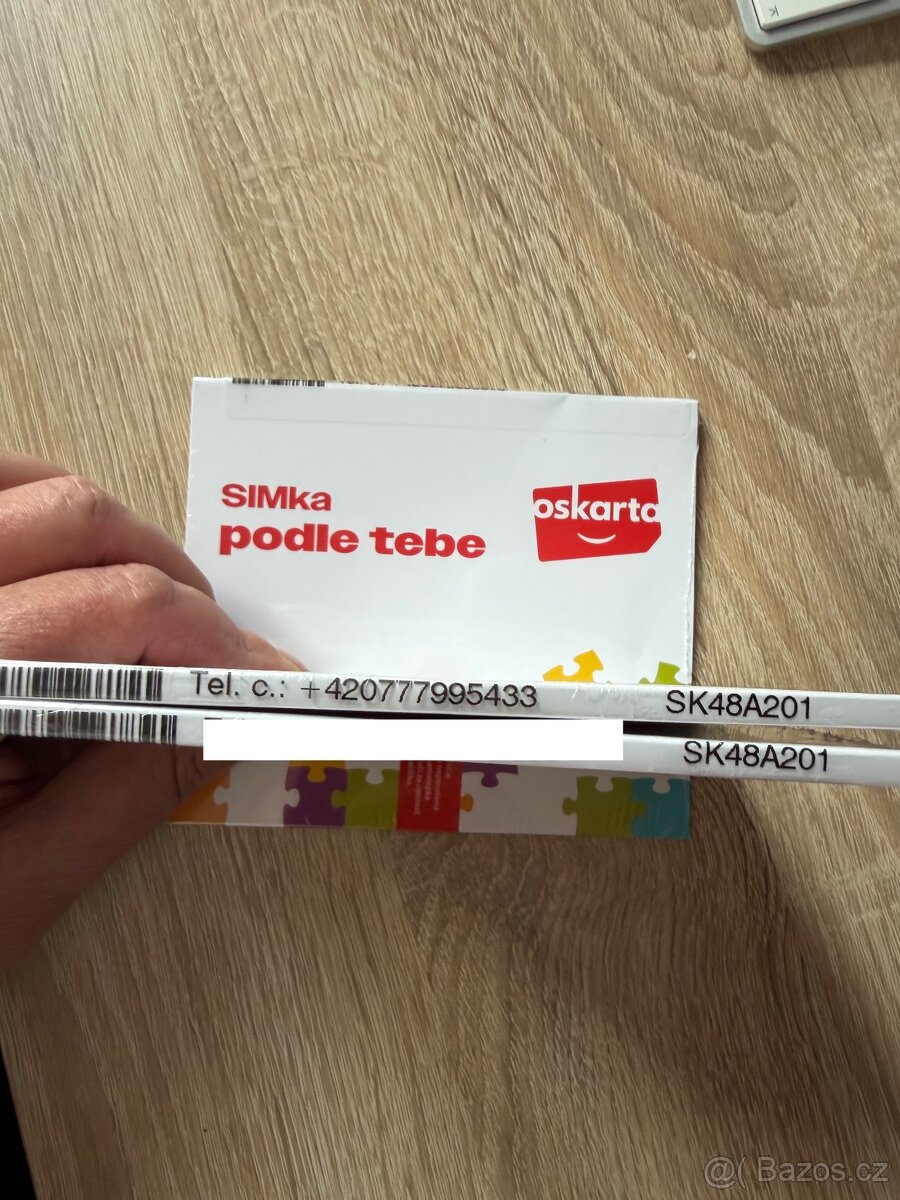 K
SIMka
podle tebe
oskarta
Tel. c.: +420777995433
SK48A201
SK48A201
@( Bazos.cz